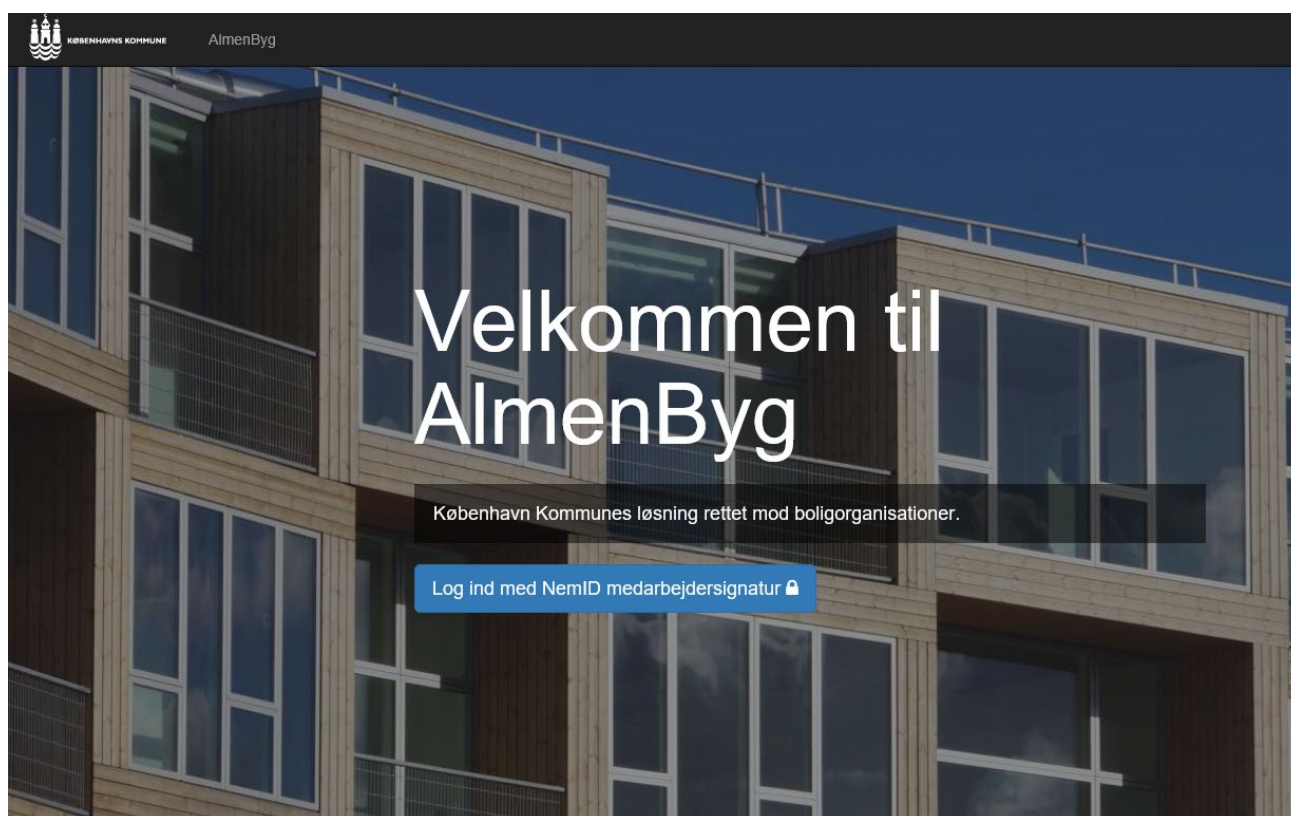 KØBENHAVNS KOMMUNE AlmenByg
Velkommen til
AlmenByg
København Kommunes løsning rettet mod boligorganisationer.
Log ind med NemID medarbejdersignatur